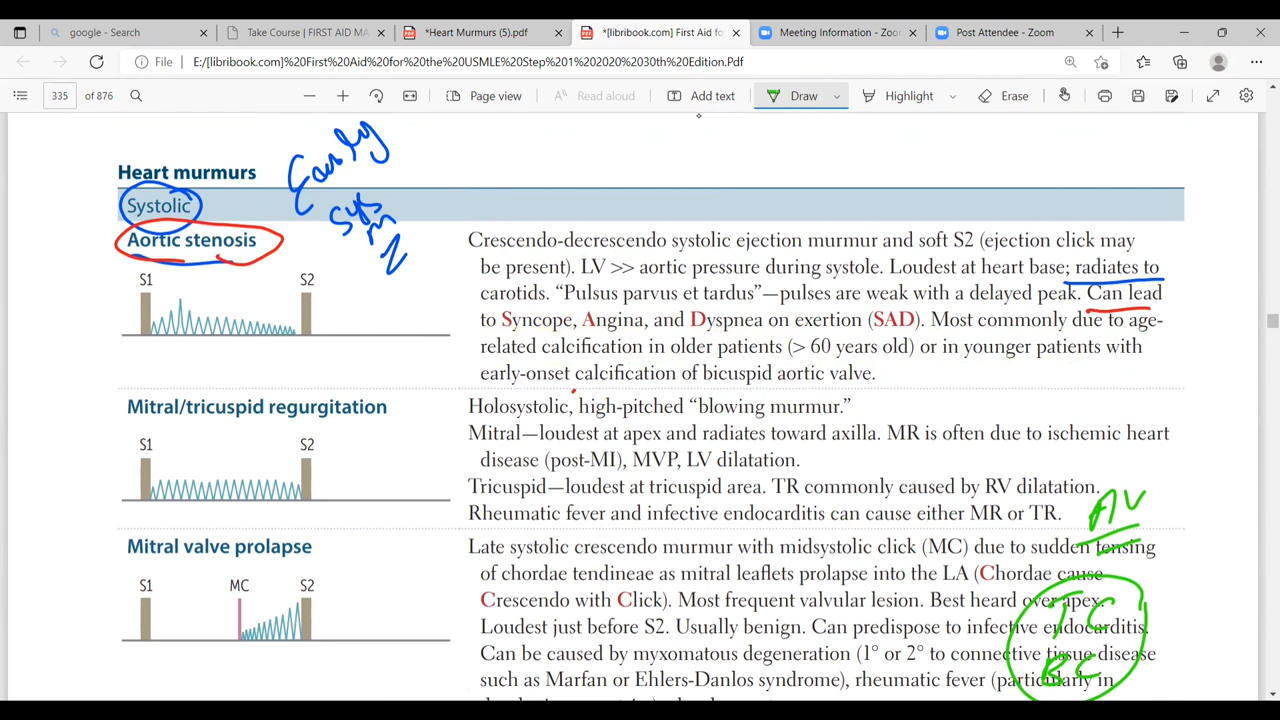 google - Search
Take Course | FIRST AID MA
*Heart Murmurs (5).pdf
*[libribook.com] First Aid fo
Meeting Information - Zoo
Post Attendee - Zoom
File E:/[libribook.com]%20First%20Aid%20for%20the%20USMLE%20Step%201%202020%2030th%20Edition.Pdf
335 of 876
Page view
Read aloud
Add text
Draw
Highlight
Erase
Early
Heart murmurs
Systolic
Aortic stenosis
S1 S2
Crescendo-decrescendo systolic ejection murmur and soft S2 (ejection click may
be present). LV >> aortic pressure during systole. Loudest at heart base; radiates to
carotids. “Pulsus parvus et tardus”—pulses are weak with a delayed peak. Can lead
to Syncope, Angina, and Dyspnea on exertion (SAD). Most commonly due to age-
related calcification in older patients (> 60 years old) or in younger patients with
early-onset calcification of bicuspid aortic valve.
Mitral/tricuspid regurgitation
S1 S2
Holosystolic, high-pitched “blowing murmur.”
Mitral—loudest at apex and radiates toward axilla. MR is often due to ischemic heart
disease (post-MI), MVP, LV dilatation.
Tricuspid—loudest at tricuspid area. TR commonly caused by RV dilatation.
Rheumatic fever and infective endocarditis can cause either MR or TR.
AV
Mitral valve prolapse
S1 MC S2
Late systolic crescendo murmur with midsystolic click (MC) due to sudden tensing
of chordae tendineae as mitral leaflets prolapse into the LA (Chordae cause
Crescendo with Click). Most frequent valvular lesion. Best heard over apex.
Loudest just before S2. Usually benign. Can predispose to infective endocarditis.
Can be caused by myxomatous degeneration (1° or 2° to connective tissue disease
such as Marfan or Ehlers-Danlos syndrome), rheumatic fever (particularly in
TC